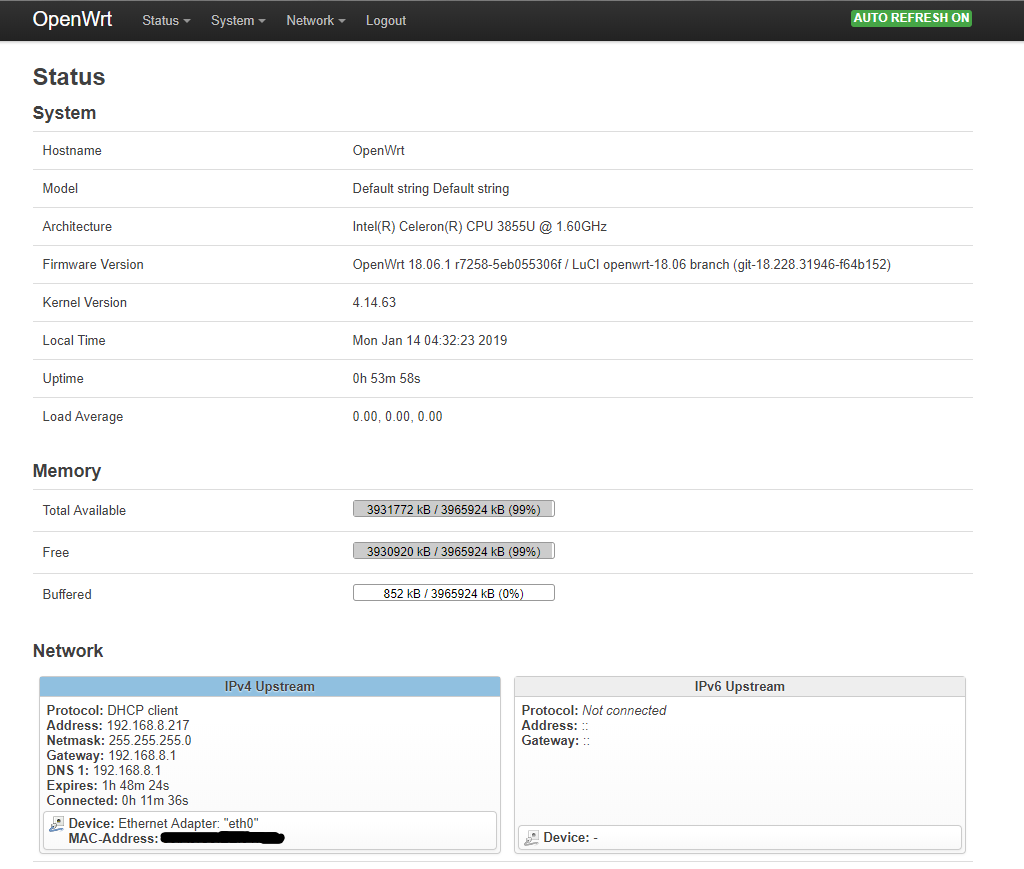 OpenWrt Status System Network Logout AUTO REFRESH ON
Status
System
Hostname OpenWrt
Model Default string Default string
Architecture Intel(R) Celeron(R) CPU 3855U @ 1.60GHz
Firmware Version OpenWrt 18.06.1 r7258-5eb055306f / LuCI openwrt-18.06 branch (git-18.228.31946-f64b152)
Kernel Version 4.14.63
Local Time Mon Jan 14 04:32:23 2019
Uptime 0h 53m 58s
Load Average 0.00, 0.00, 0.00
Memory
Total Available 3931772 kB / 3965924 kB (99%)
Free 3930920 kB / 3965924 kB (99%)
Buffered 852 kB / 3965924 kB (0%)
Network
IPv4 Upstream
Protocol: DHCP client
Address: 192.168.8.217
Netmask: 255.255.255.0
Gateway: 192.168.8.1
DNS 1: 192.168.8.1
Expires: 1h 48m 24s
Connected: 0h 11m 36s
Device: Ethernet Adapter: "eth0"
MAC-Address:
IPv6 Upstream
Protocol: Not connected
Address: ::
Gateway: ::
Device: -